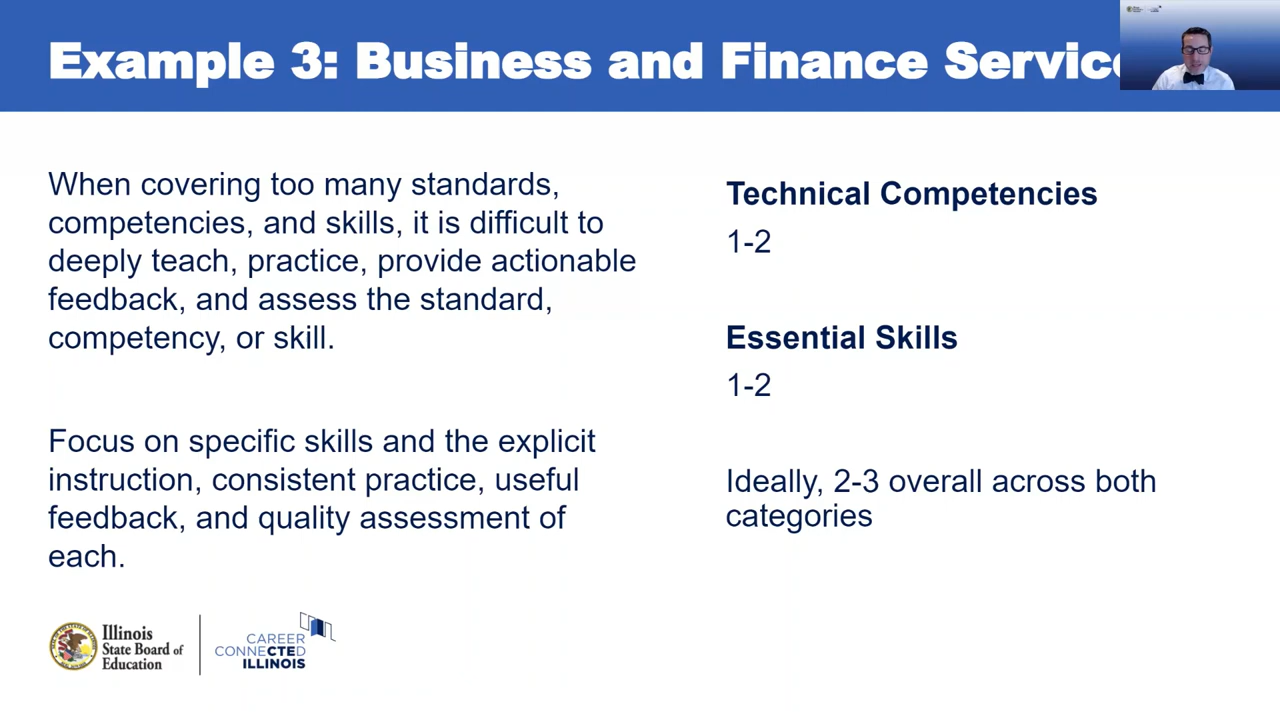 Example 3: Business and Finance Servic
When covering too many standards,
competencies, and skills, it is difficult to
deeply teach, practice, provide actionable
feedback, and assess the standard,
competency, or skill.
Focus on specific skills and the explicit
instruction, consistent practice, useful
feedback, and quality assessment of
each.
Technical Competencies
1-2
Essential Skills
1-2
Ideally, 2-3 overall across both
categories
Illinois
State Board of
Education
CAREER
CONNECTED
ILLINOIS